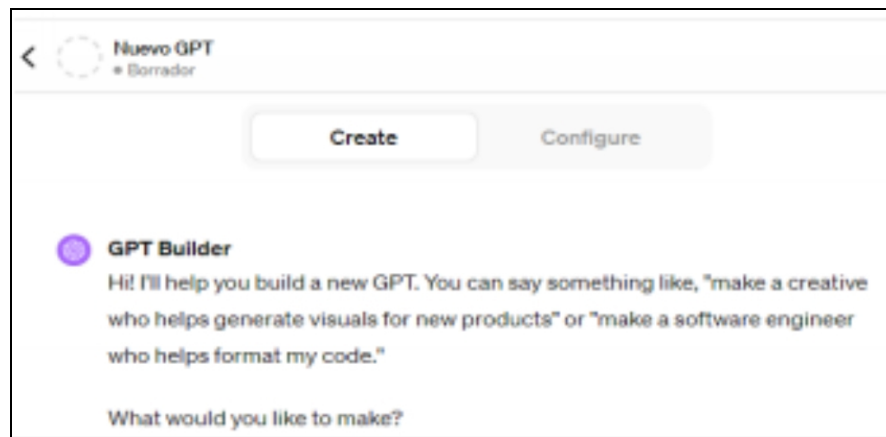 Nuevo GPT
Borrador
Create Configure
GPT Builder
Hi! I'll help you build a new GPT. You can say something like, "make a creative
who helps generate visuals for new products" or "make a software engineer
who helps format my code."
What would you like to make?